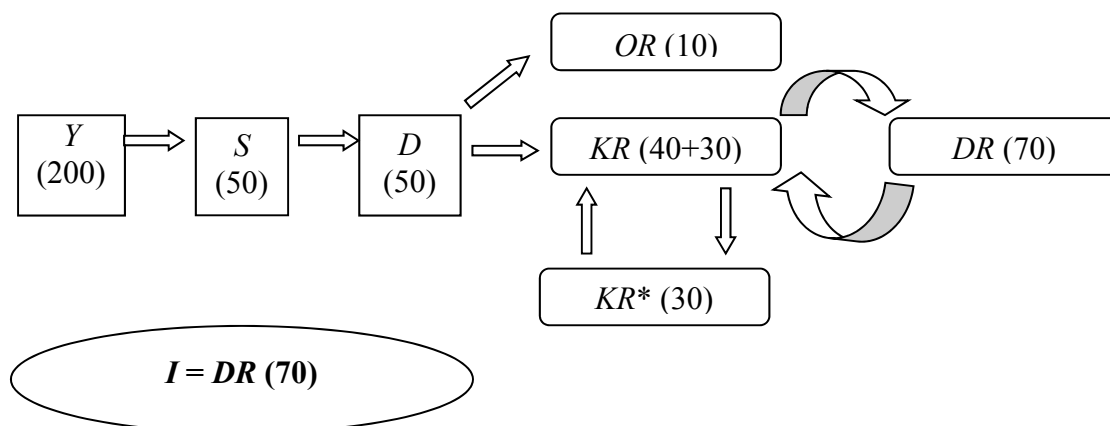 OR (10)
Y
(200)
S
(50)
D
(50)
KR (40+30)
DR (70)
KR* (30)
I = DR (70)